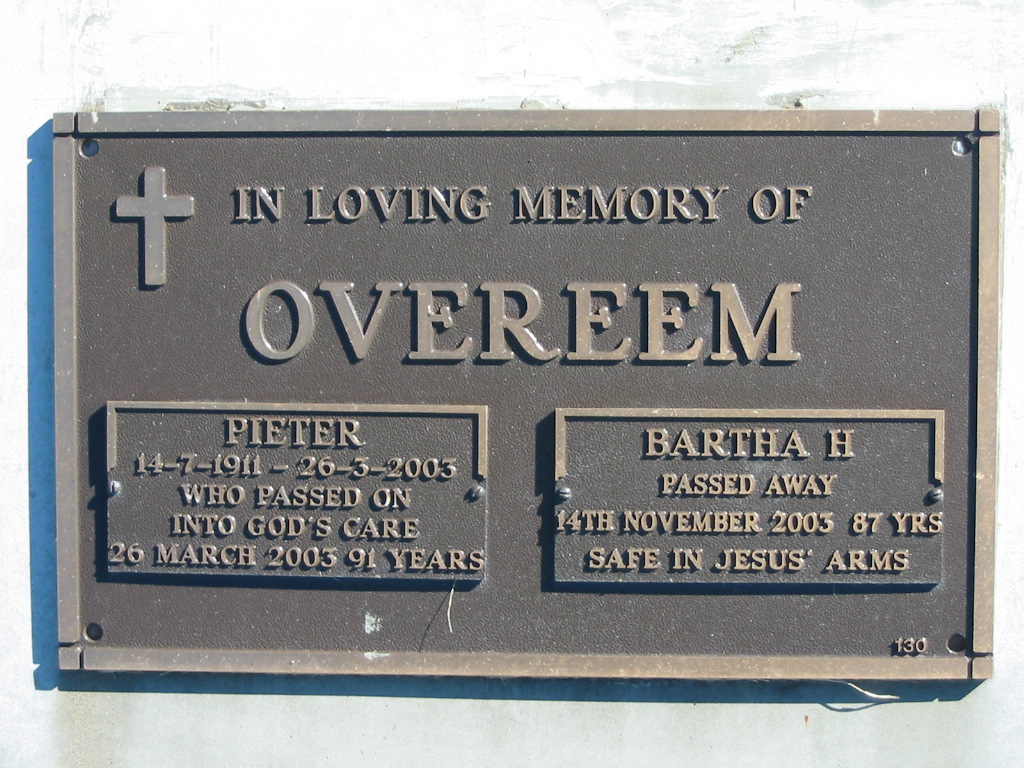 IN LOVING MEMORY OF
OVEREEM
PIETER
14-7-1911 - 26-3-2003
WHO PASSED ON
INTO GOD'S CARE
26 MARCH 2003 91 YEARS
BARTHA H
PASSED AWAY
14TH NOVEMBER 2003 87 YRS
SAFE IN JESUS' ARMS
130